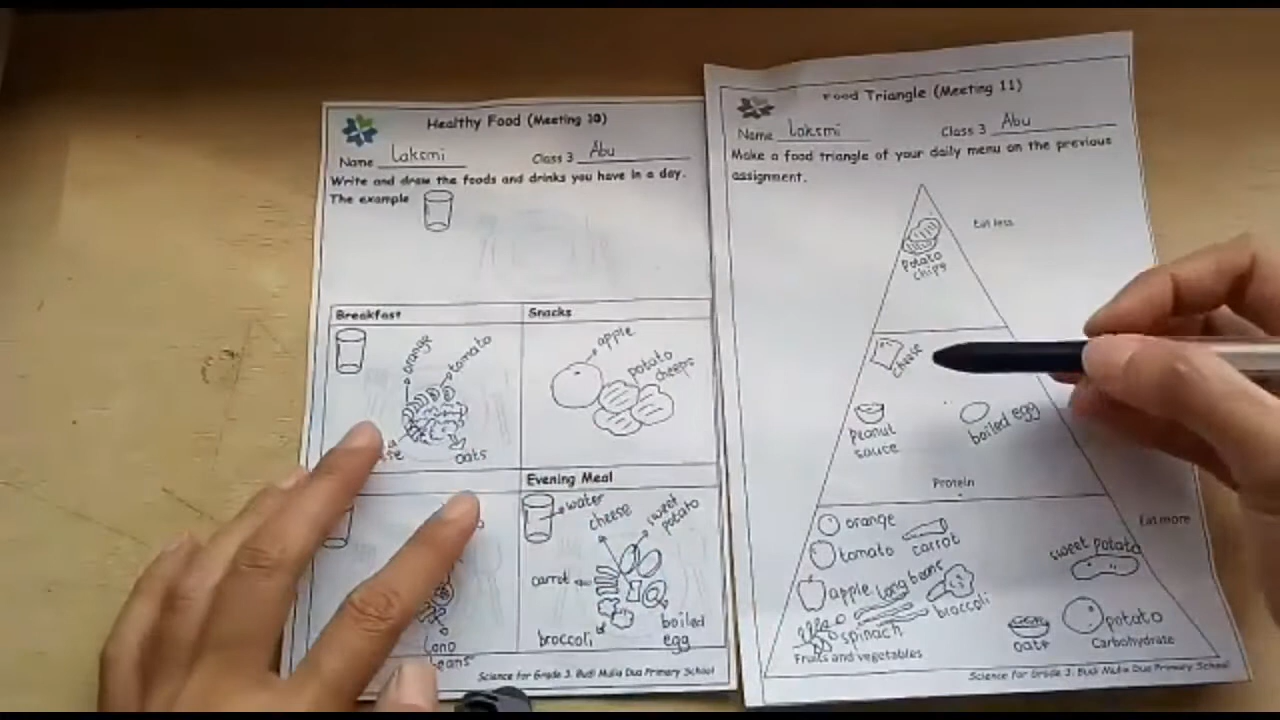 Healthy Food (Meeting 10)
Name Laksmi Class 3 Abu
Write and draw the foods and drinks you have in a day.
The example
Breakfast
orange
tomato
oats
Snacks
apple
potato
cheeps
long
beans
Evening Meal
water
cheese
sweet
potato
carrot
broccoli
boiled
egg
Science for Grade 3. Budi Mulia Dua Primary School
Food Triangle (Meeting 11)
Name Laksmi Class 3 Abu
Make a food triangle of your daily menu on the previous
assignment.
Eat less
Potato
chips
cheese
Peanut
sauce
boiled egg
Protein
Eat more
orange
carrot
tomato
sweet potato
apple
long beans
broccoli
spinach
oats
potato
Fruits and vegetables
Carbohydrate
Science for Grade 3. Budi Mulia Dua Primary School